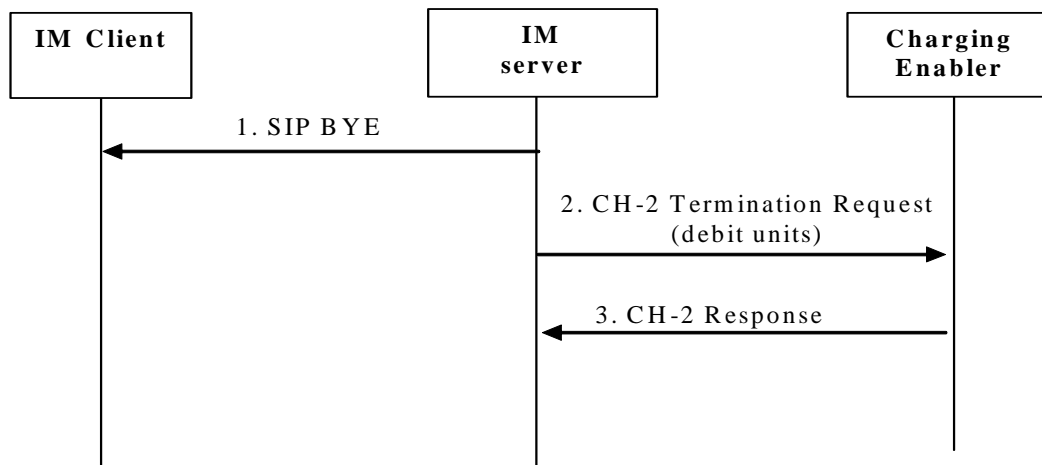 IM Client
IM
server
Charging
Enabler
1. SIP BYE
2. CH-2 Termination Request
(debit units)
3. CH-2 Response